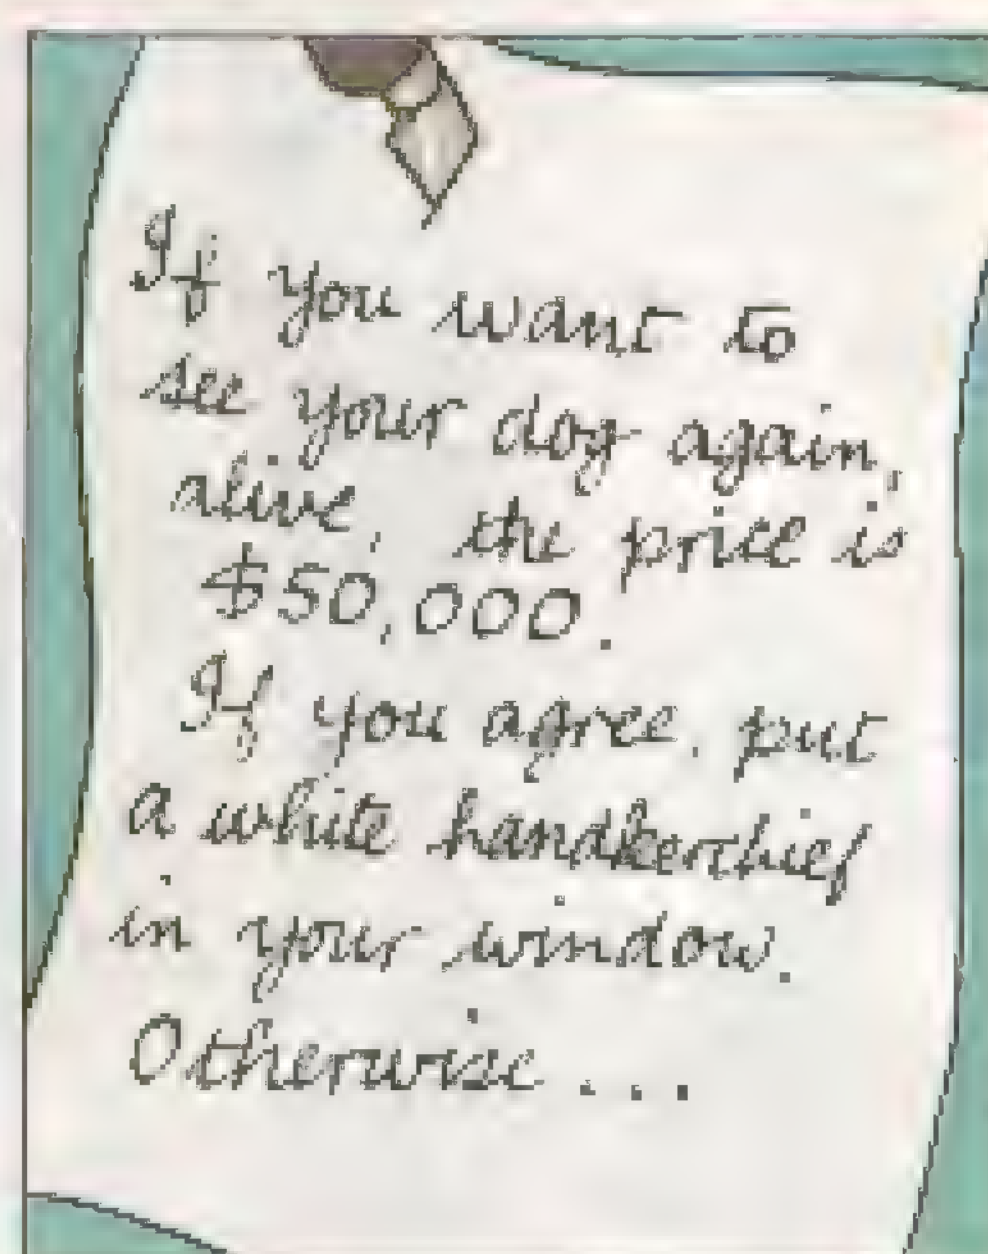 If you want to
see your dog again,
alive, the price is
$50,000.
If you agree, put
a white handkerchief
in your window.
Otherwise...